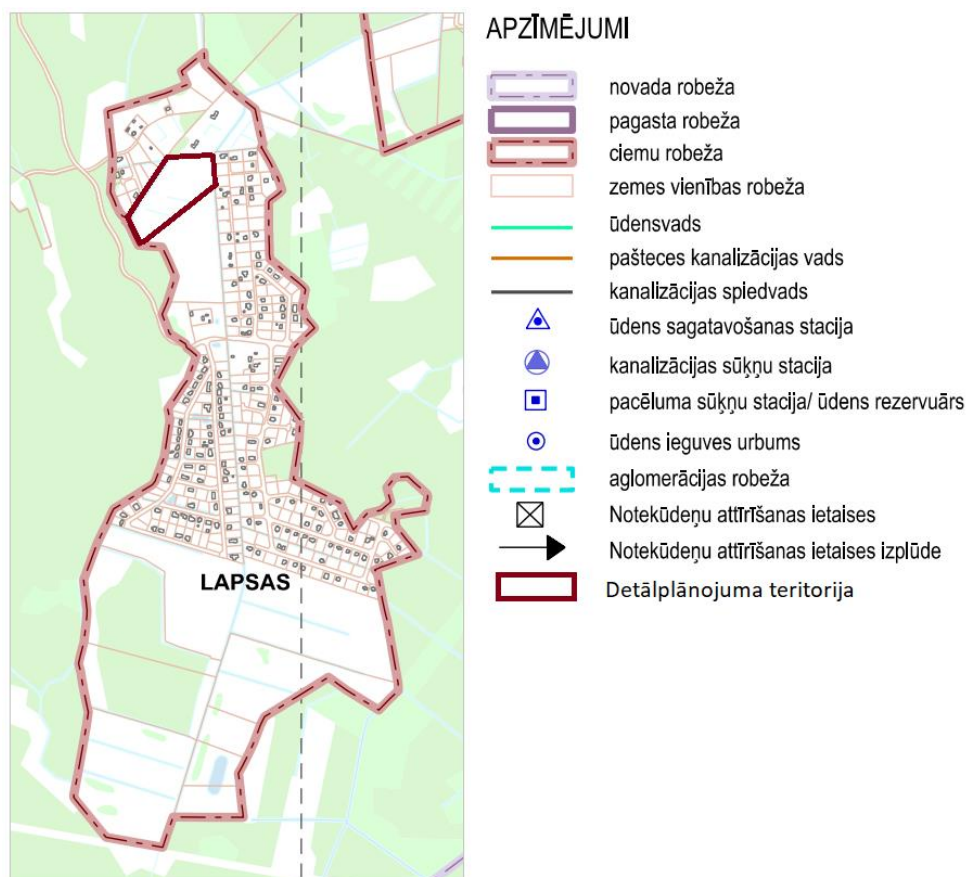 APZĪMĒJUMI
novada robeža
pagasta robeža
ciemu robeža
zemes vienības robeža
ūdensvads
pašteces kanalizācijas vads
kanalizācijas spiedvads
ūdens sagatavošanas stacija
kanalizācijas sūkņu stacija
pacēluma sūkņu stacija/ ūdens rezervuārs
ūdens ieguves urbums
aglomerācijas robeža
Notekūdeņu attīrīšanas ietaises
Notekūdeņu attīrīšanas ietaises izplūde
Detālplānojuma teritorija
LAPSAS